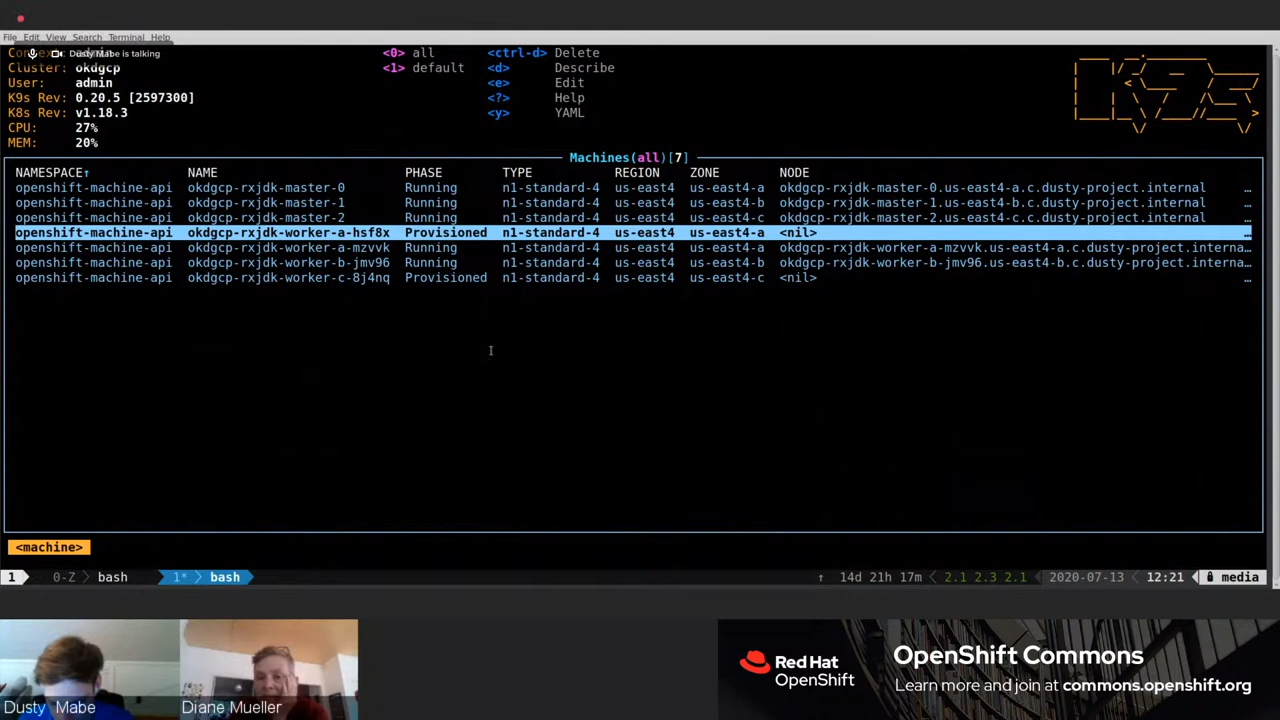 File Edit View Search Terminal Help
Dusty Mabe is talking
<0> all <ctrl-d> Delete
Cluster: okdgcp <1> default <d> Describe
User: admin <e> Edit
K9s Rev: 0.20.5 [2597300] <?> Help
K8s Rev: v1.18.3 <y> YAML
CPU: 27%
MEM: 20%
Machines(all)[7]
NAMESPACE↑ NAME PHASE TYPE REGION ZONE NODE
openshift-machine-api okdgcp-rxjdk-master-0 Running n1-standard-4 us-east4 us-east4-a okdgcp-rxjdk-master-0.us-east4-a.c.dusty-project.internal …
openshift-machine-api okdgcp-rxjdk-master-1 Running n1-standard-4 us-east4 us-east4-b okdgcp-rxjdk-master-1.us-east4-b.c.dusty-project.internal …
openshift-machine-api okdgcp-rxjdk-master-2 Running n1-standard-4 us-east4 us-east4-c okdgcp-rxjdk-master-2.us-east4-c.c.dusty-project.internal …
openshift-machine-api okdgcp-rxjdk-worker-a-hsf8x Provisioned n1-standard-4 us-east4 us-east4-a <nil> …
openshift-machine-api okdgcp-rxjdk-worker-a-mzvvk Running n1-standard-4 us-east4 us-east4-a okdgcp-rxjdk-worker-a-mzvvk.us-east4-a.c.dusty-project.interna…
openshift-machine-api okdgcp-rxjdk-worker-b-jmv96 Running n1-standard-4 us-east4 us-east4-b okdgcp-rxjdk-worker-b-jmv96.us-east4-b.c.dusty-project.interna…
openshift-machine-api okdgcp-rxjdk-worker-c-8j4nq Provisioned n1-standard-4 us-east4 us-east4-c <nil> …
<machine>
1 0-Z bash 1* bash ↑ 14d 21h 17m 2.1 2.3 2.1 2020-07-13 12:21 media
Dusty Mabe
Diane Mueller
Red Hat
OpenShift
OpenShift Commons
Learn more and join at commons.openshift.org